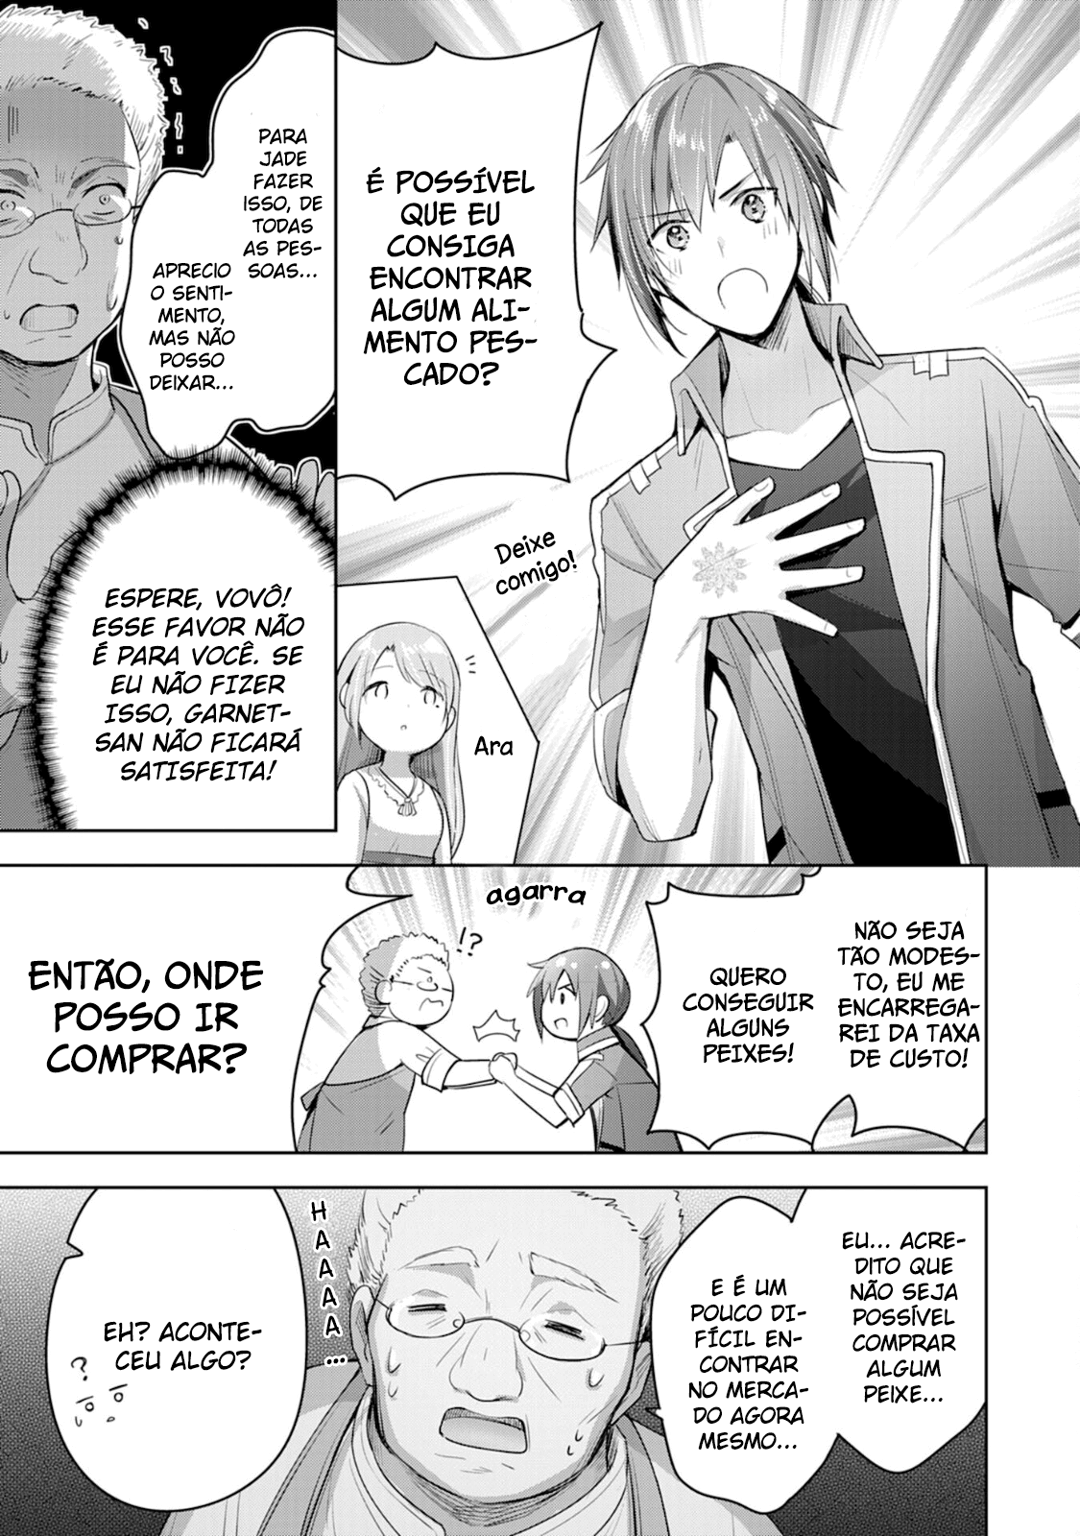 É POSSÍVEL
QUE EU
CONSIGA
ENCONTRAR
ALGUM ALI-
MENTO PES-
CADO?
Deixe
comigo!
Ara
PARA
JADE
FAZER
ISSO, DE
TODAS
AS PES-
SOAS...
APRECIO
O SENTI-
MENTO,
MAS NÃO
POSSO
DEIXAR...
ESPERE, VOVÔ!
ESSE FAVOR NÃO
É PARA VOCÊ. SE
EU NÃO FIZER
ISSO, GARNET-
SAN NÃO FICARÁ
SATISFEITA!
NÃO SEJA
TÃO MODES-
TO, EU ME
ENCARREGA-
REI DA TAXA
DE CUSTO!
QUERO
CONSEGUIR
ALGUNS
PEIXES!
agarra
!?
ENTÃO, ONDE
POSSO IR
COMPRAR?
EU... ACRE-
DITO QUE
NÃO SEJA
POSSÍVEL
COMPRAR
ALGUM
PEIXE...
E É UM
POUCO DI-
FÍCIL EN-
CONTRAR
NO MERCA-
DO AGORA
MESMO...
HAAAA...
EH? ACONTE-
CEU ALGO?
?